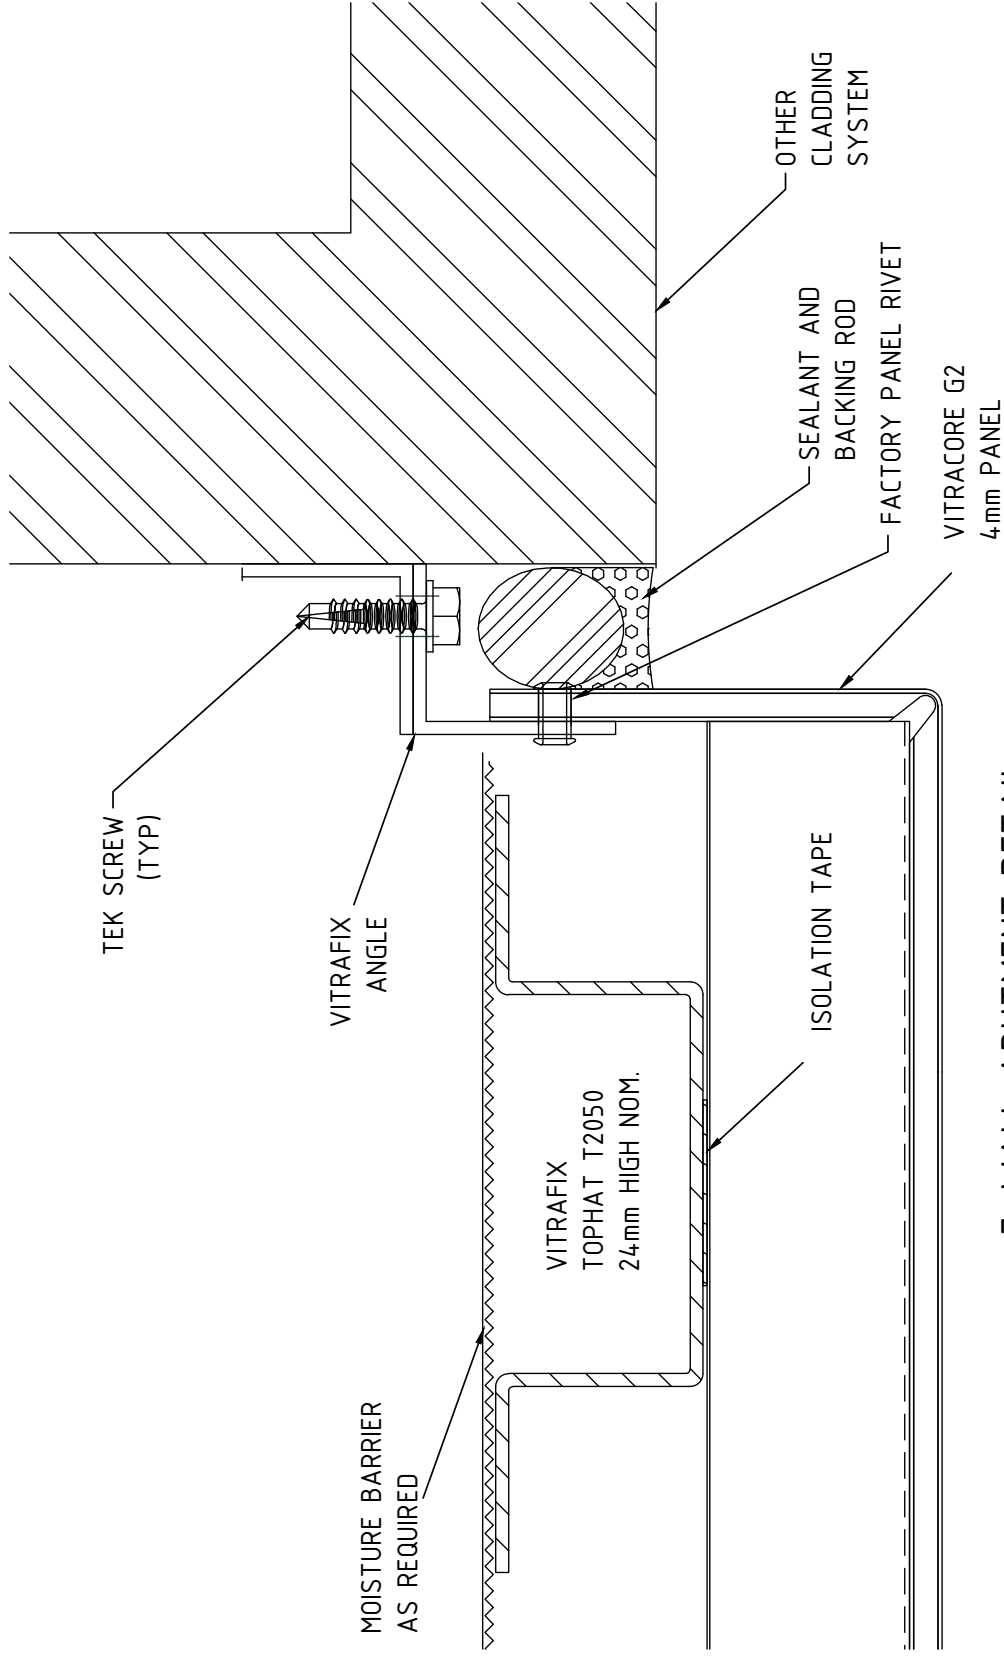 TEK SCREW
(TYP)
VITRAFIX
ANGLE
MOISTURE BARRIER
AS REQUIRED
VITRAFIX
TOPHAT T2050
24mm HIGH NOM.
ISOLATION TAPE
OTHER
CLADDING
SYSTEM
SEALANT AND
BACKING ROD
FACTORY PANEL RIVET
VITRACORE G2
4mm PANEL